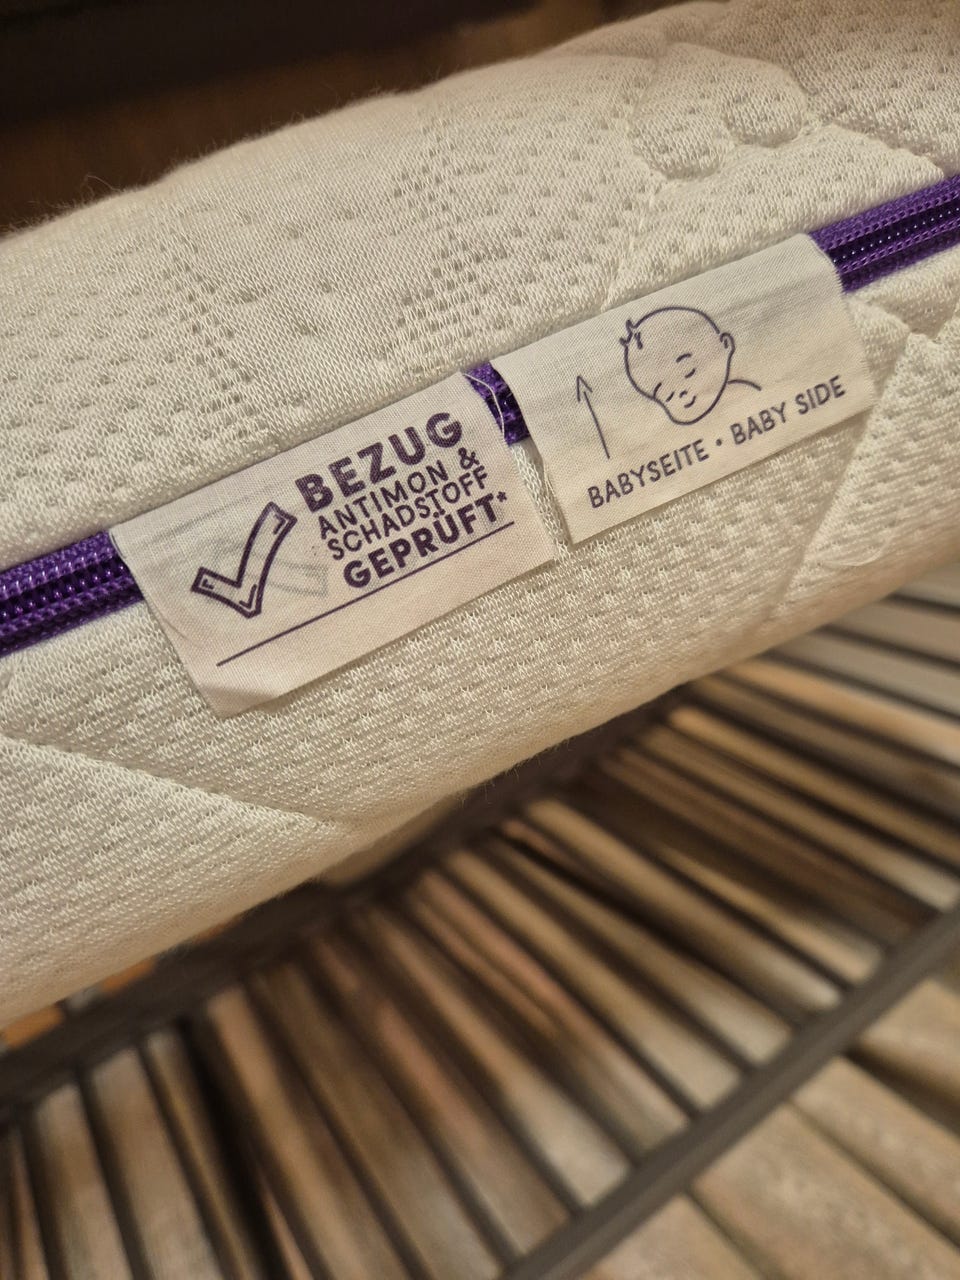 BEZUG
ANTIMON &
SCHADSTOFF
GEPRÜFT*
BABYSEITE • BABY SIDE